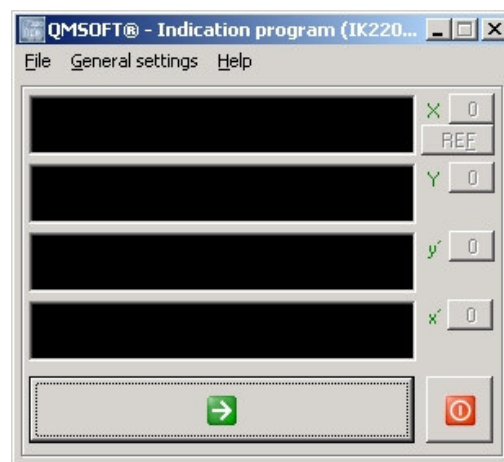 QMSOFT® - Indication program (IK220...
File General settings Help
X 0
REF
Y 0
y´ 0
x´ 0